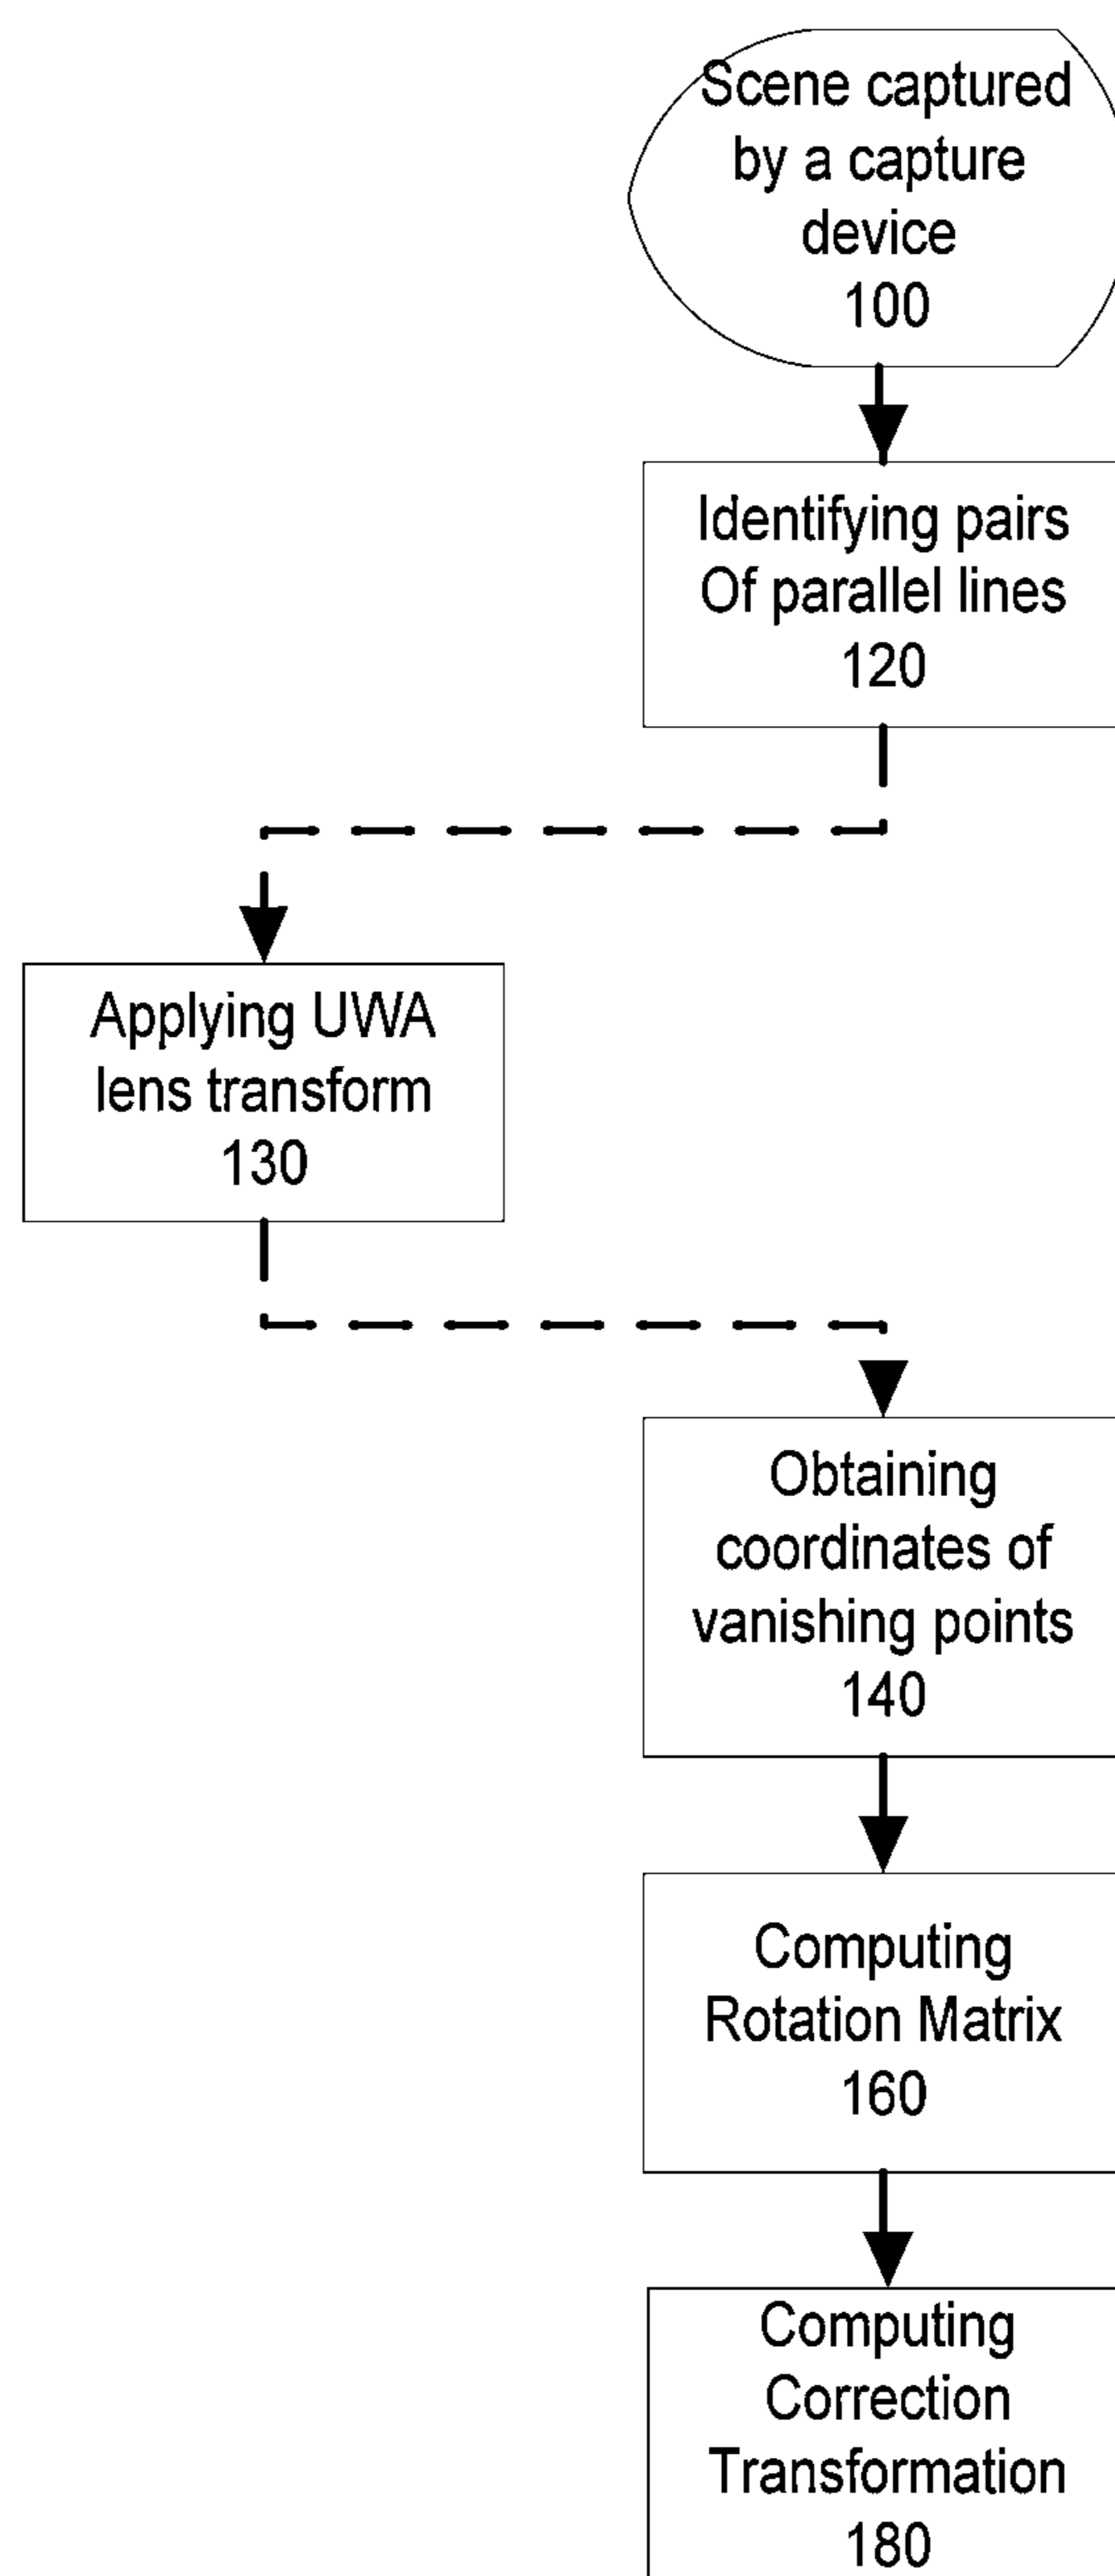 Scene captured
by a capture
device
100
Identifying pairs
Of parallel lines
120
Applying UWA
lens transform
130
Obtaining
coordinates of
vanishing points
140
Computing
Rotation Matrix
160
Computing
Correction
Transformation
180